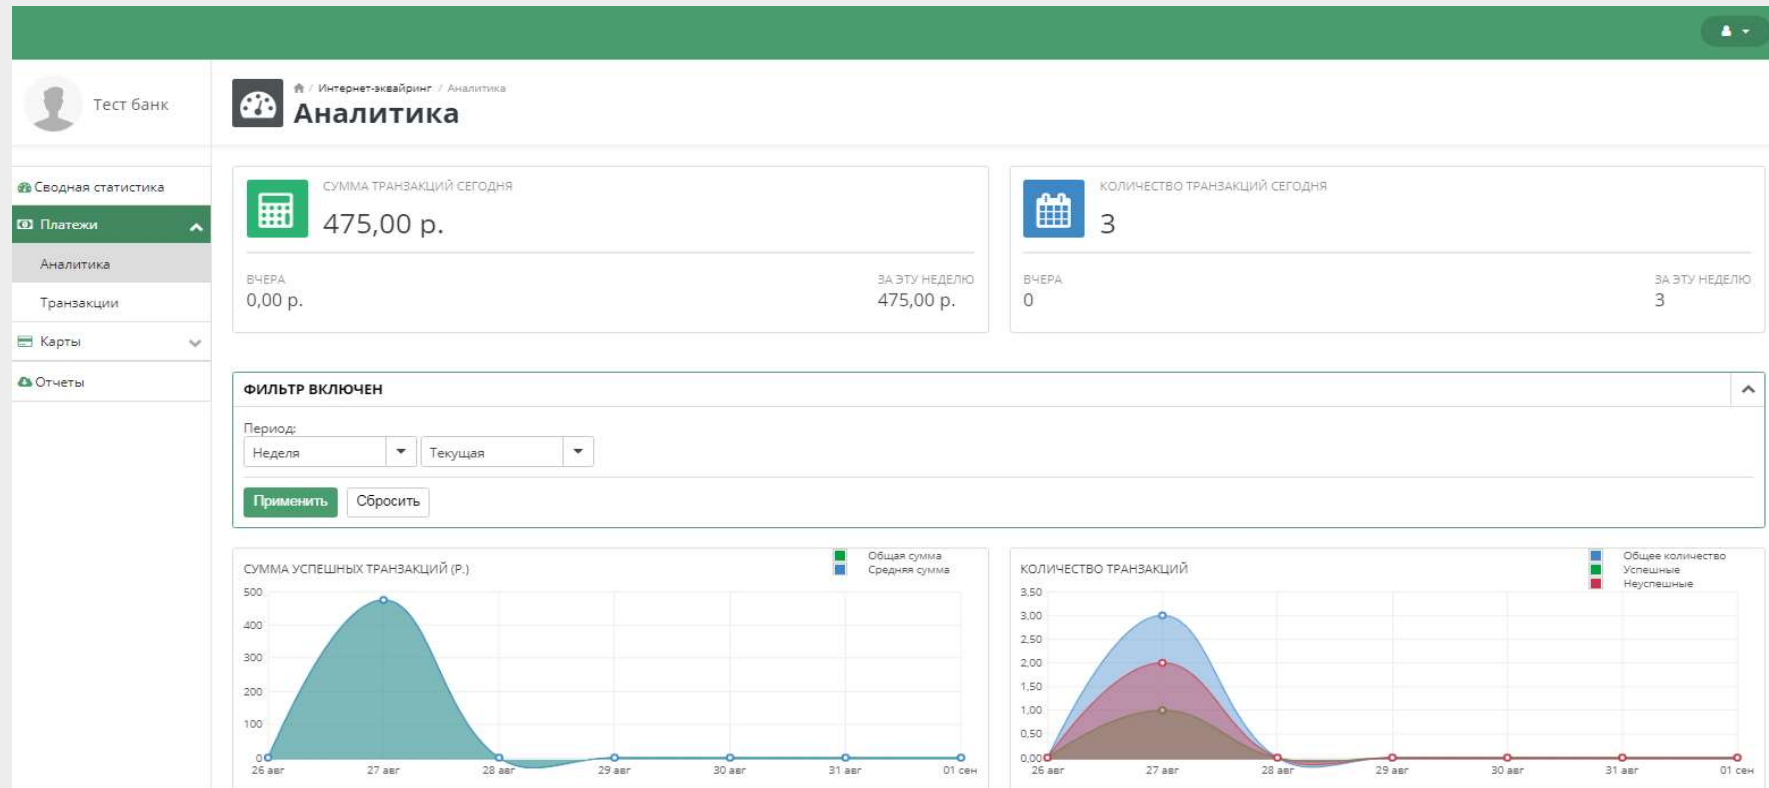 Тест банк
/ Интернет-эквайринг / Аналитика
Аналитика
Сводная статистика
Платежи
Аналитика
Транзакции
Карты
Отчеты
СУММА ТРАНЗАКЦИЙ СЕГОДНЯ
475,00 р.
ВЧЕРА
0,00 р.
ЗА ЭТУ НЕДЕЛЮ
475,00 р.
КОЛИЧЕСТВО ТРАНЗАКЦИЙ СЕГОДНЯ
3
ВЧЕРА
0
ЗА ЭТУ НЕДЕЛЮ
3
ФИЛЬТР ВКЛЮЧЕН
Период:
Неделя
Текущая
Применить
Сбросить
СУММА УСПЕШНЫХ ТРАНЗАКЦИЙ (Р.)
Общая сумма
Средняя сумма
500
400
300
200
100
0
26 авг 27 авг 28 авг 29 авг 30 авг 31 авг 01 сен
КОЛИЧЕСТВО ТРАНЗАКЦИЙ
Общее количество
Успешные
Неуспешные
3,50
3,00
2,50
2,00
1,50
1,00
0,50
0,00
26 авг 27 авг 28 авг 29 авг 30 авг 31 авг 01 сен